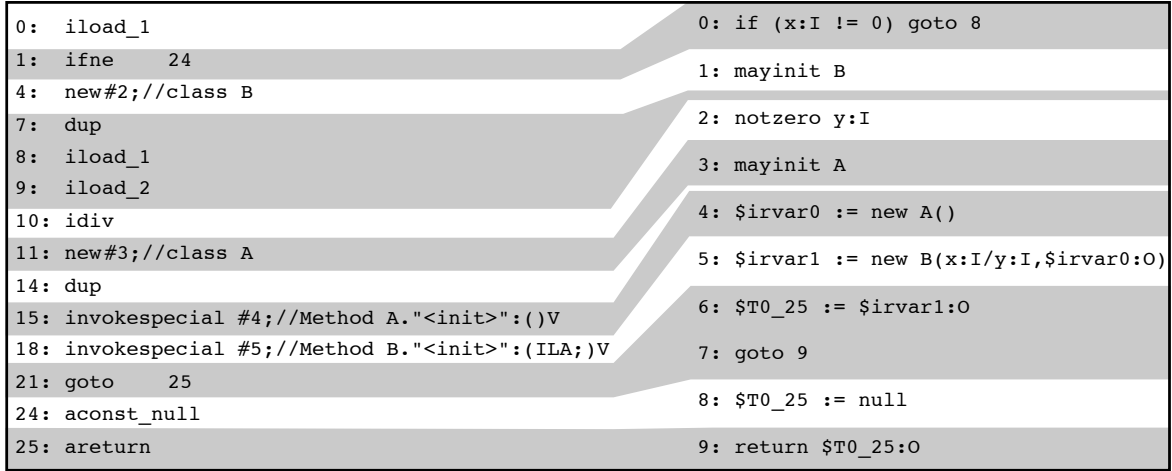 0: iload_1
1: ifne 24
4: new#2;//class B
7: dup
8: iload_1
9: iload_2
10: idiv
11: new#3;//class A
14: dup
15: invokespecial #4;//Method A."<init>":()V
18: invokespecial #5;//Method B."<init>":(ILA;)V
21: goto 25
24: aconst_null
25: areturn
0: if (x:I != 0) goto 8
1: mayinit B
2: notzero y:I
3: mayinit A
4: $irvar0 := new A()
5: $irvar1 := new B(x:I/y:I,$irvar0:O)
6: $T0_25 := $irvar1:O
7: goto 9
8: $T0_25 := null
9: return $T0_25:O